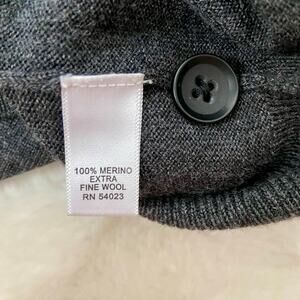 100% MERINO
EXTRA
FINE WOOL
RN 54023